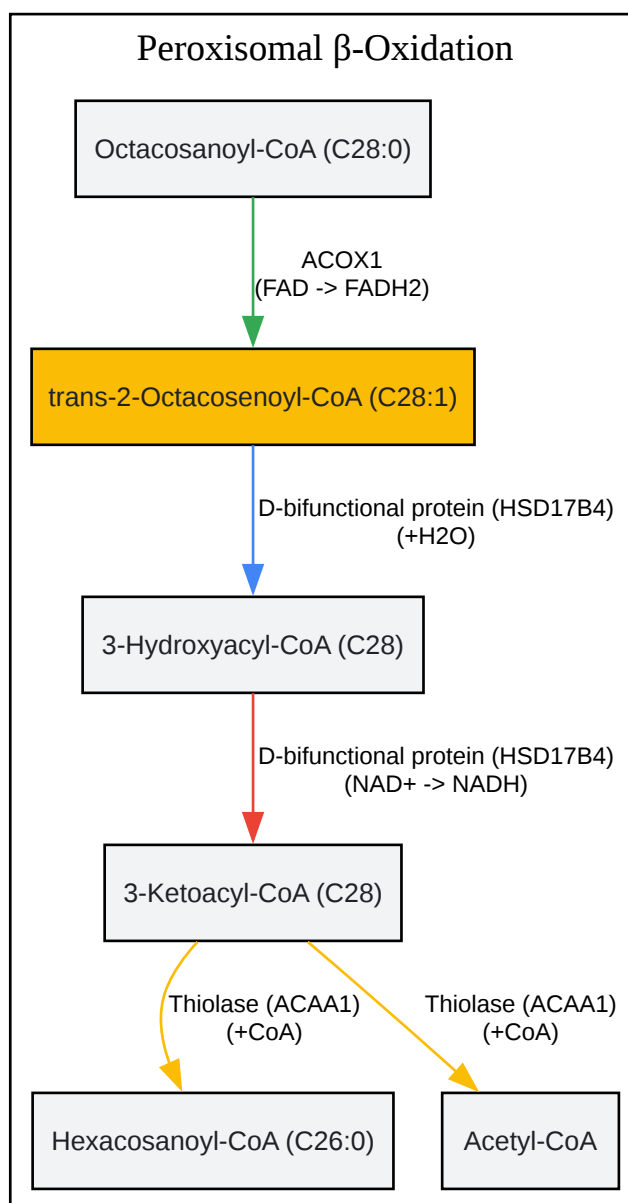 Peroxisomal β-Oxidation
Octacosanoyl-CoA (C28:0)
ACOX1
(FAD -> FADH2)
trans-2-Octacosenoyl-CoA (C28:1)
D-bifunctional protein (HSD17B4)
(+H2O)
3-Hydroxyacyl-CoA (C28)
D-bifunctional protein (HSD17B4)
(NAD+ -> NADH)
3-Ketoacyl-CoA (C28)
Thiolase (ACAA1)
(+CoA)
Thiolase (ACAA1)
(+CoA)
Hexacosanoyl-CoA (C26:0)
Acetyl-CoA